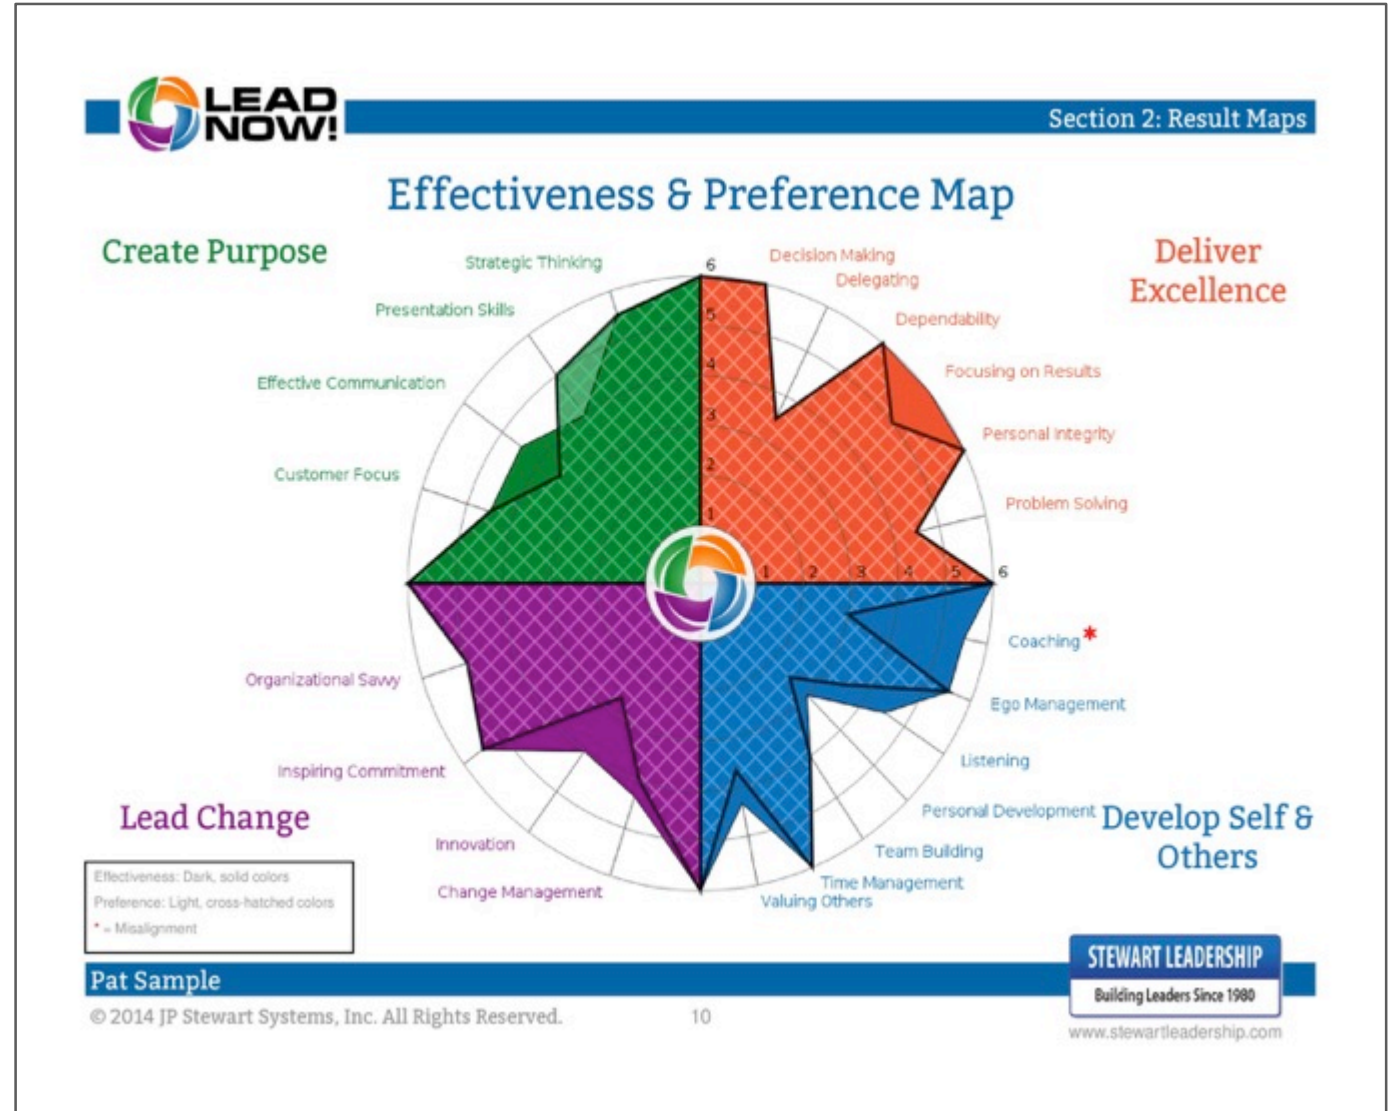 LEAD
NOW!
Section 2: Result Maps
Effectiveness & Preference Map
Create Purpose
Deliver
Excellence
Strategic Thinking
Presentation Skills
Effective Communication
Customer Focus
Decision Making
Delegating
Dependability
Focusing on Results
Personal Integrity
Problem Solving
6
5
4
3
2
1
1 2 3 4 5 6
Organizational Savvy
Inspiring Commitment
Innovation
Change Management
Coaching *
Ego Management
Listening
Personal Development
Team Building
Time Management
Valuing Others
Lead Change
Develop Self &
Others
Effectiveness: Dark, solid colors
Preference: Light, cross-hatched colors
* = Misalignment
Pat Sample
STEWART LEADERSHIP
Building Leaders Since 1980
© 2014 JP Stewart Systems, Inc. All Rights Reserved.
10
www.stewartleadership.com